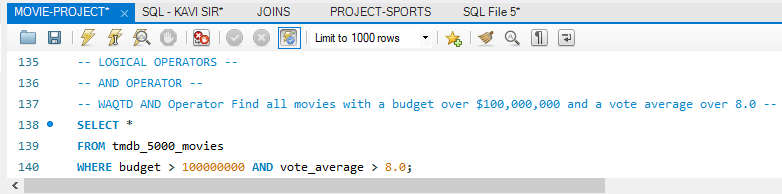 MOVIE-PROJECT* SQL - KAVI SIR* JOINS PROJECT-SPORTS SQL File 5*
Limit to 1000 rows
135 -- LOGICAL OPERATORS --
136 -- AND OPERATOR --
137 -- WAQTD AND Operator Find all movies with a budget over $100,000,000 and a vote average over 8.0 --
138 SELECT *
139 FROM tmdb_5000_movies
140 WHERE budget > 100000000 AND vote_average > 8.0;